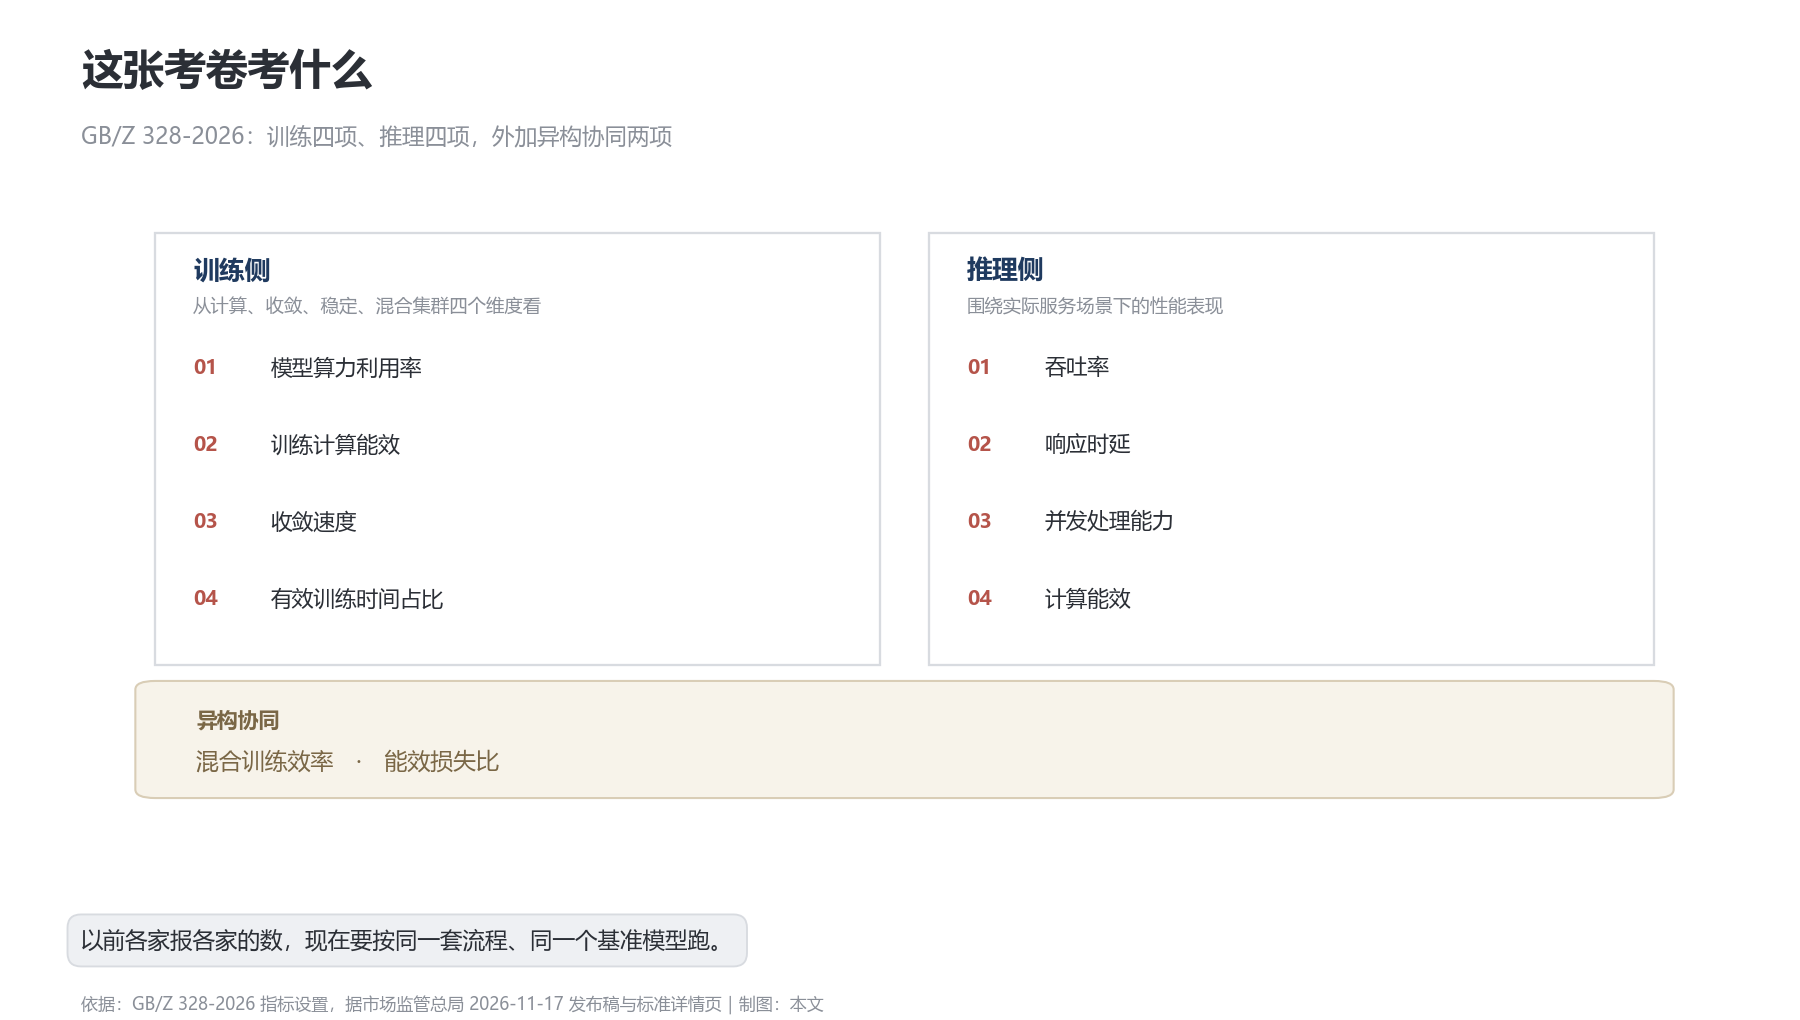 这张考卷考什么
GB/Z 328-2026：训练四项、推理四项，外加异构协同两项
训练侧
从计算、收敛、稳定、混合集群四个维度看
01 模型算力利用率
02 训练计算能效
03 收敛速度
04 有效训练时间占比
推理侧
围绕实际服务场景下的性能表现
01 吞吐率
02 响应时延
03 并发处理能力
04 计算能效
异构协同
混合训练效率 · 能效损失比
以前各家报各家的数，现在要按同一套流程、同一个基准模型跑。
依据：GB/Z 328-2026 指标设置，据市场监管总局 2026-11-17 发布稿与标准详情页 | 制图：本文